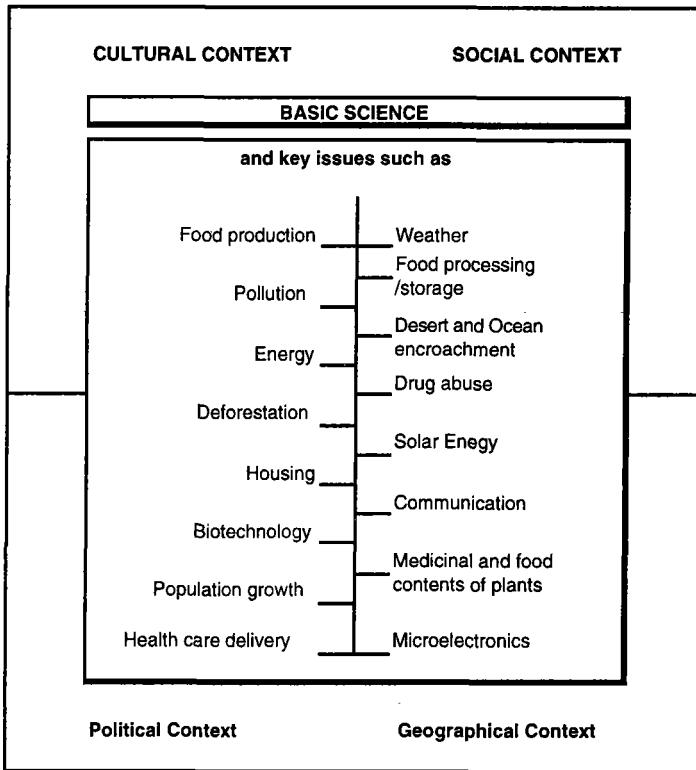 CULTURAL CONTEXT
SOCIAL CONTEXT
BASIC SCIENCE
and key issues such as
Food production
Weather
Food processing
/storage
Pollution
Desert and Ocean
encroachment
Energy
Drug abuse
Deforestation
Solar Enegy
Housing
Communication
Biotechnology
Medicinal and food
contents of plants
Population growth
Health care delivery
Microelectronics
Political Context
Geographical Context